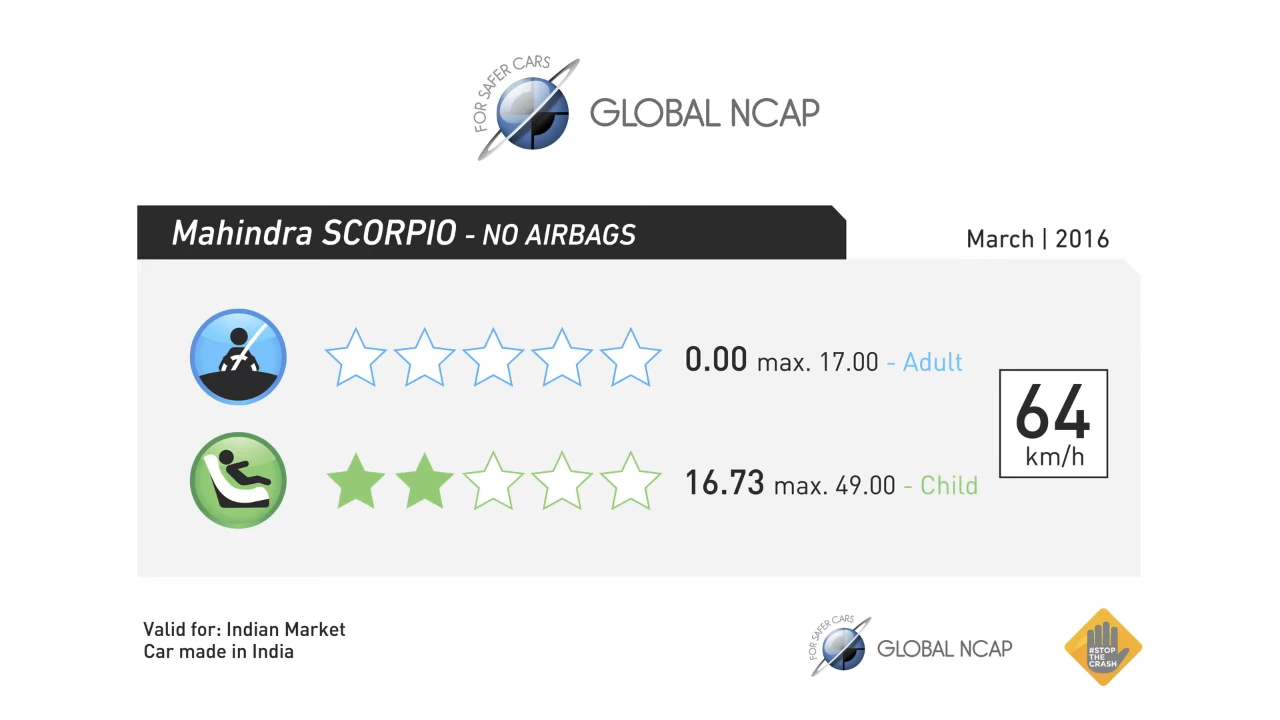 FOR SAFER CARS
GLOBAL NCAP
Mahindra SCORPIO - NO AIRBAGS
March | 2016
0.00 max. 17.00 - Adult
16.73 max. 49.00 - Child
64
km/h
Valid for: Indian Market
Car made in India
FOR SAFER CARS
GLOBAL NCAP
#STOP
THE
CRASH